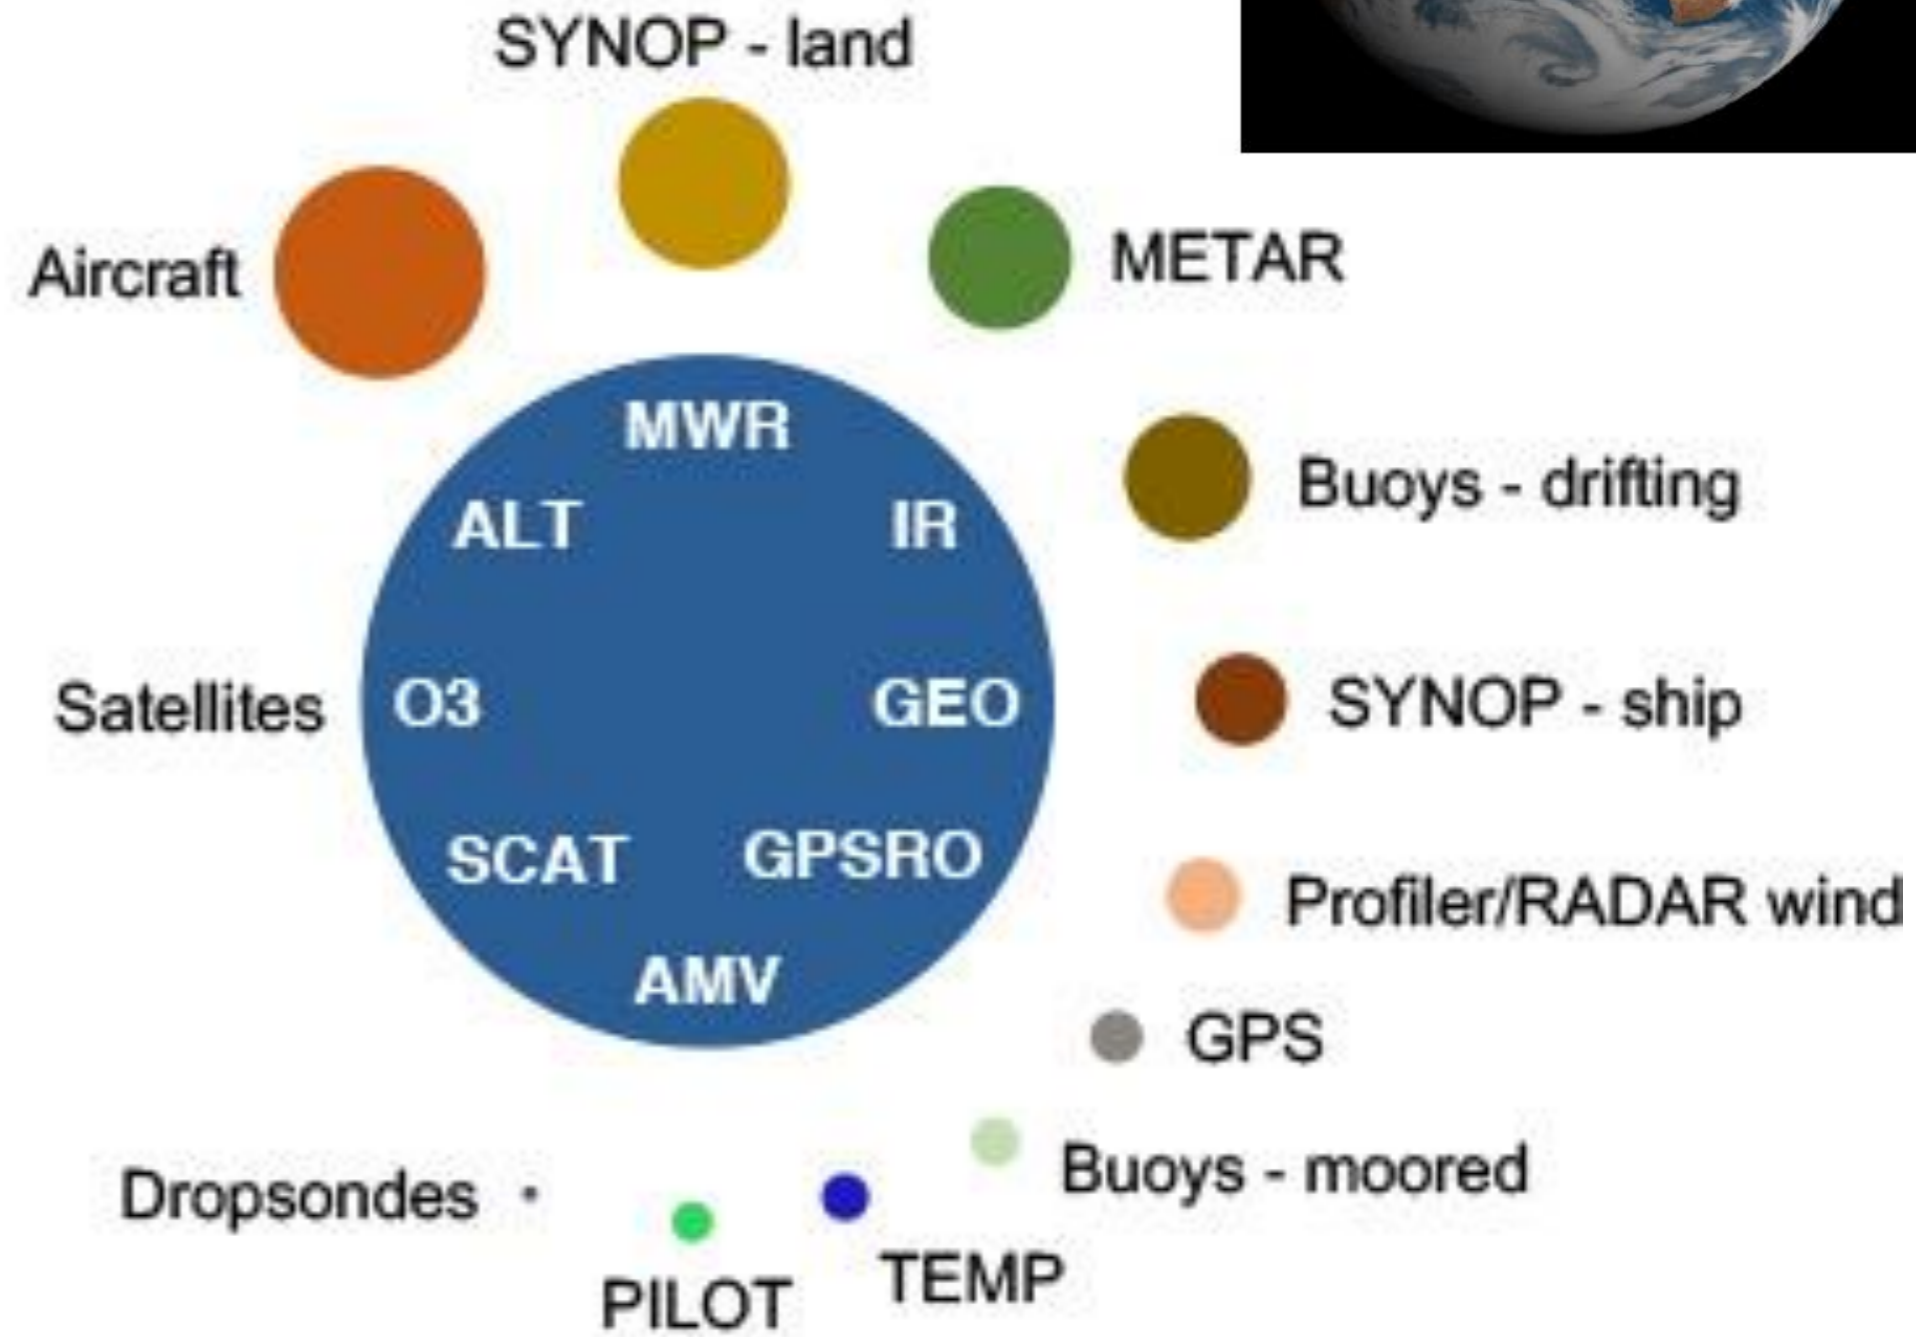 SYNOP - land
Aircraft
METAR
MWR
ALT
IR
Buoys - drifting
Satellites
O3
GEO
SYNOP - ship
SCAT
GPSRO
Profiler/RADAR wind
AMV
GPS
Buoys - moored
Dropsondes
TEMP
PILOT